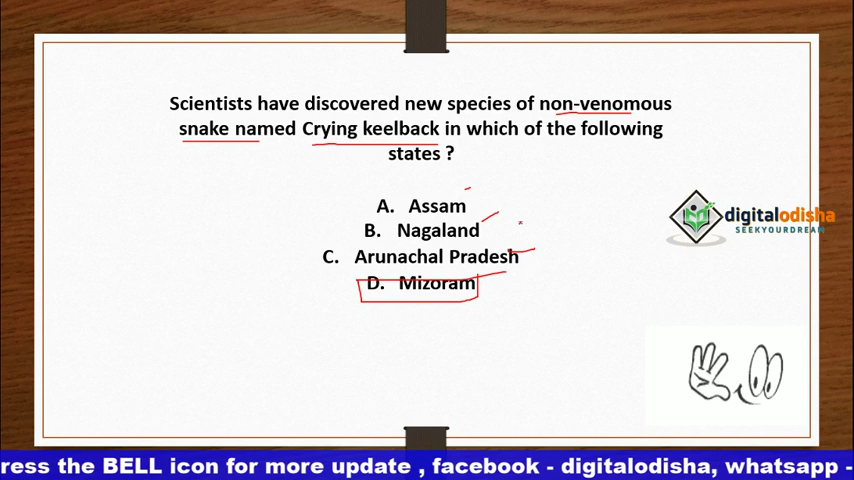 Scientists have discovered new species of non-venomous
snake named Crying keelback in which of the following
states ?
A. Assam
B. Nagaland
C. Arunachal Pradesh
D. Mizoram
digitalodisha
SEEKYOURDREAM
ress the BELL icon for more update , facebook - digitalodisha, whatsapp -